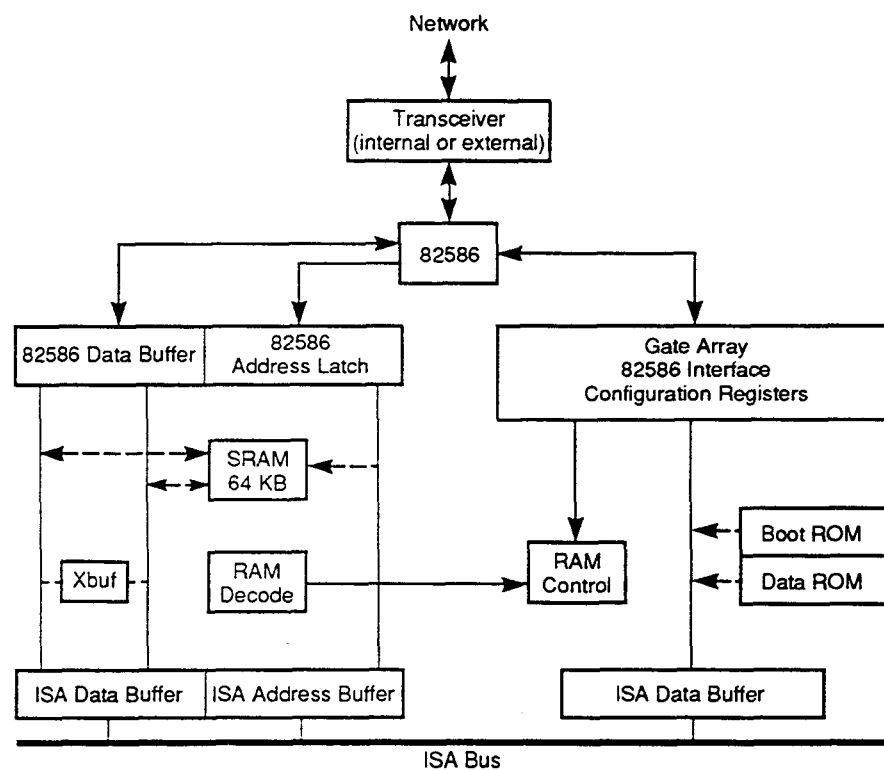 Network
Transceiver
(internal or external)
82586
82586 Data Buffer
82586
Address Latch
Gate Array
82586 Interface
Configuration Registers
SRAM
64 KB
Boot ROM
Xbuf
RAM
Decode
RAM
Control
Data ROM
ISA Data Buffer
ISA Address Buffer
ISA Data Buffer
ISA Bus